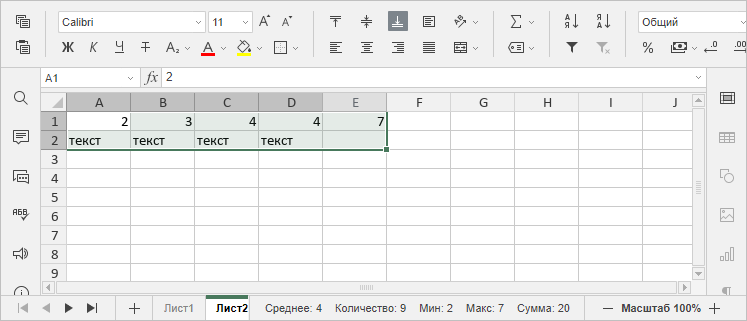 Calibri 11 Общий
Ж К Ч Т A₂ A % .0 .00
A1 fx 2
A B C D E F G H I J
1 2 3 4 4 7
2 текст текст текст текст
3
4
5
6
7
8
9
Лист1 Лист2 Среднее: 4 Количество: 9 Мин: 2 Макс: 7 Сумма: 20 Масштаб 100%